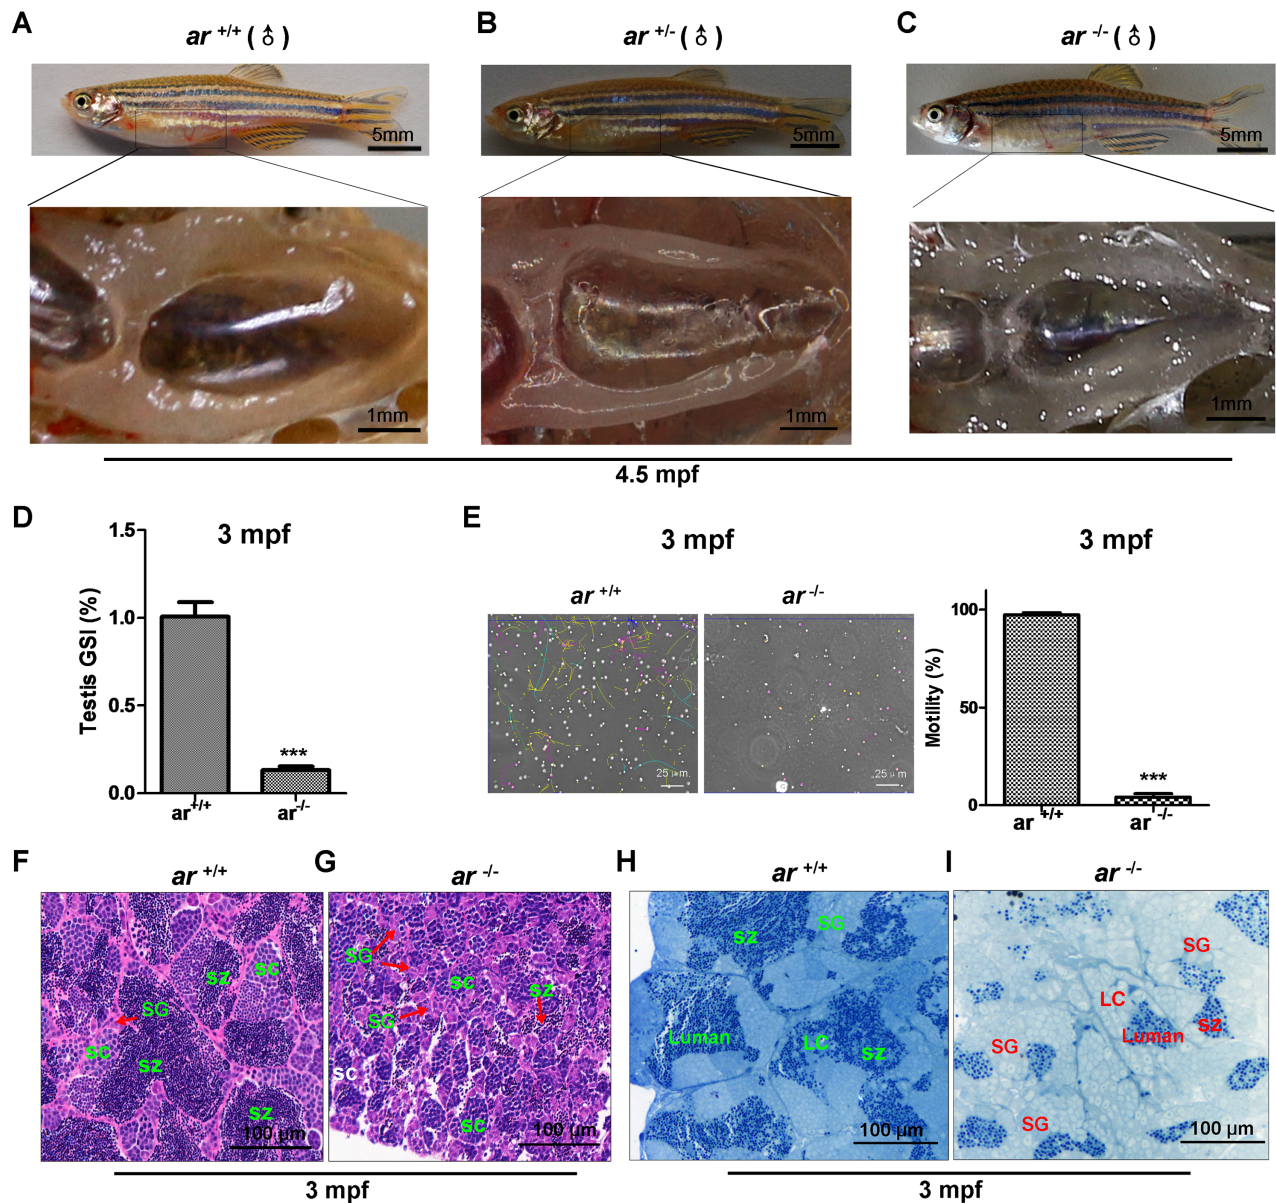 A
ar +/+ (♂)
B
ar +/- (♂)
C
ar -/- (♂)
5mm
5mm
5mm
1mm
1mm
1mm
4.5 mpf
D
3 mpf
Testis GSI (%)
1.5
1.0
0.5
0.0
***
ar+/+
ar-/-
E
3 mpf
ar +/+
ar -/-
25 μm
25 μm
3 mpf
Motility (%)
100
50
0
***
ar +/+
ar -/-
F
ar +/+
SG
sz
sc
sc
sz
sz
100 μm
G
ar -/-
SG
sc
sz
SG
sc
sc
100 μm
3 mpf
H
ar +/+
SG
sz
Luman
LC
sz
100 μm
I
ar -/-
SG
LC
Luman
sz
SG
SG
100 μm
3 mpf